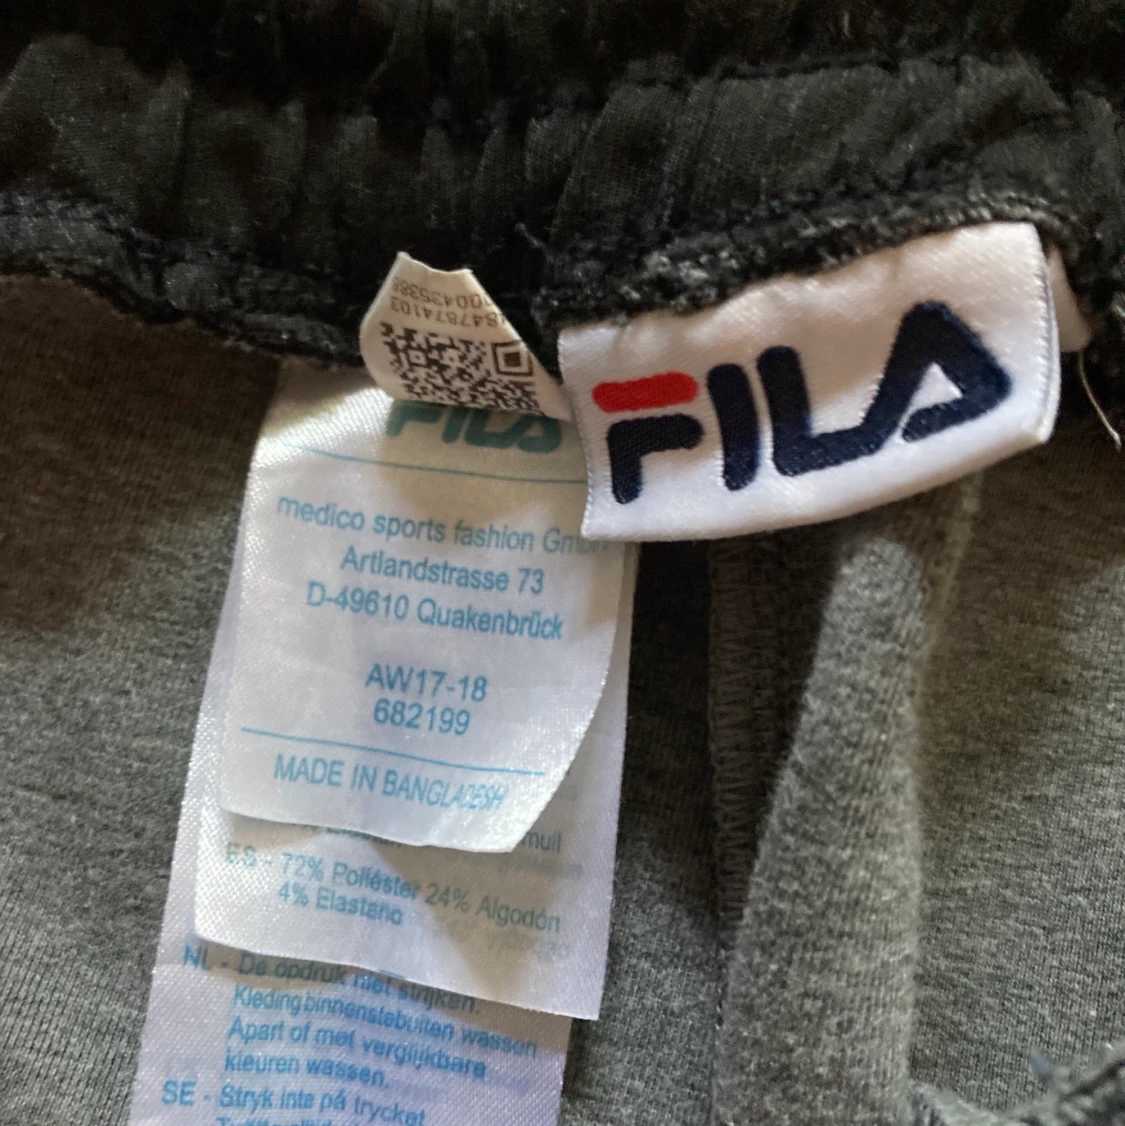 FILA
FILA
medico sports fashion GmbH
Artlandstrasse 73
D-49610 Quakenbrück
AW17-18
682199
MADE IN BANGLADESH
ES - 72% Poliéster 24% Algodón
4% Elastano
NL - De opdruk niet strijken.
Kleding binnenstebuiten wassen
Apart of met verglijkbare
kleuren wassen.
SE - Stryk inte på trycket